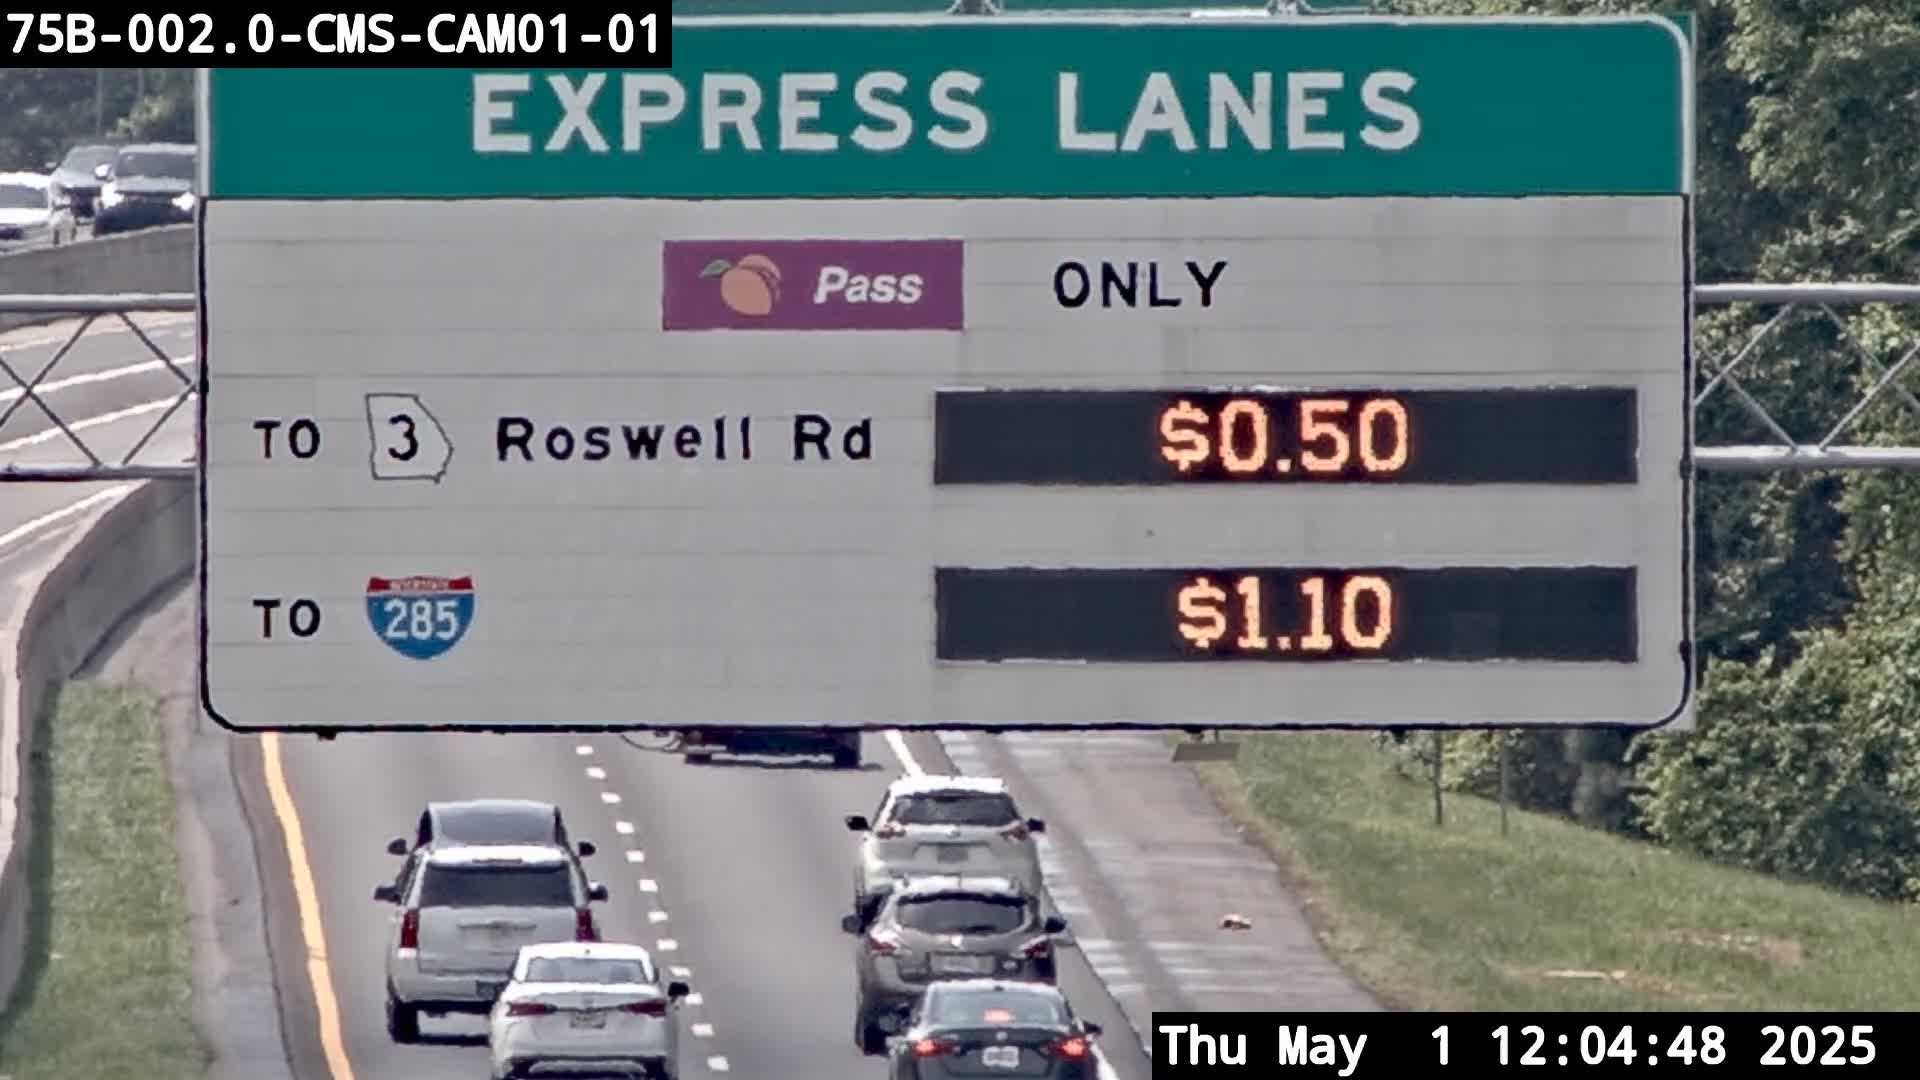 75B-002.0-CMS-CAM01-01
EXPRESS LANES
Pass ONLY
TO 3 Roswell Rd $0.50
TO INTERSTATE 285 $1.10
Thu May 1 12:04:48 2025